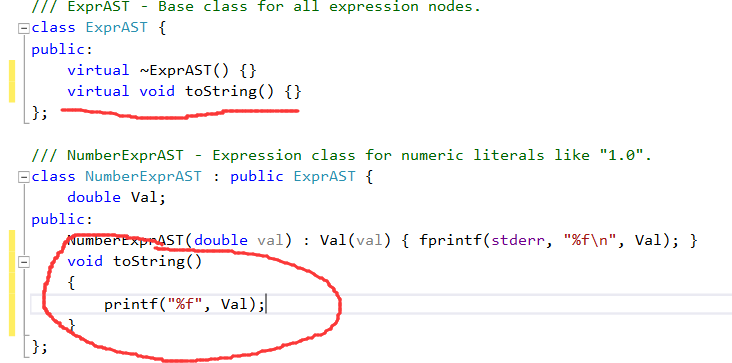 /// ExprAST - Base class for all expression nodes.
class ExprAST {
public:
    virtual ~ExprAST() {}
    virtual void toString() {}
};
/// NumberExprAST - Expression class for numeric literals like "1.0".
class NumberExprAST : public ExprAST {
    double Val;
public:
    NumberExprAST(double val) : Val(val) { fprintf(stderr, "%f\n", Val); }
    void toString()
    {
        printf("%f", Val);
    }
};